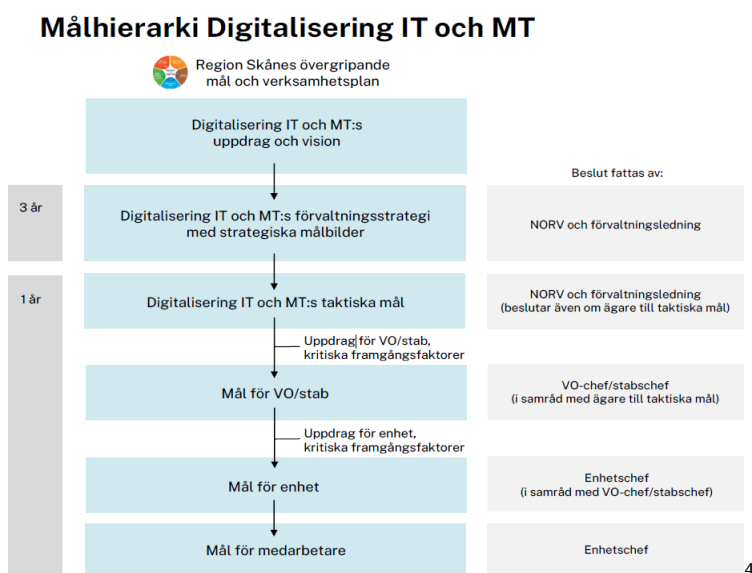 Målhierarki Digitalisering IT och MT
Region Skånes övergripande
mål och verksamhetsplan
Digitalisering IT och MT:s
uppdrag och vision
Beslut fattas av:
3 år
Digitalisering IT och MT:s förvaltningsstrategi
med strategiska målbilder
NORV och förvaltningsledning
1 år
Digitalisering IT och MT:s taktiska mål
NORV och förvaltningsledning
(beslutar även om ägare till taktiska mål)
Uppdrag för VO/stab,
kritiska framgångsfaktorer
Mål för VO/stab
VO-chef/stabschef
(i samråd med ägare till taktiska mål)
Uppdrag för enhet,
kritiska framgångsfaktorer
Mål för enhet
Enhetschef
(i samråd med VO-chef/stabschef)
Mål för medarbetare
Enhetschef
4